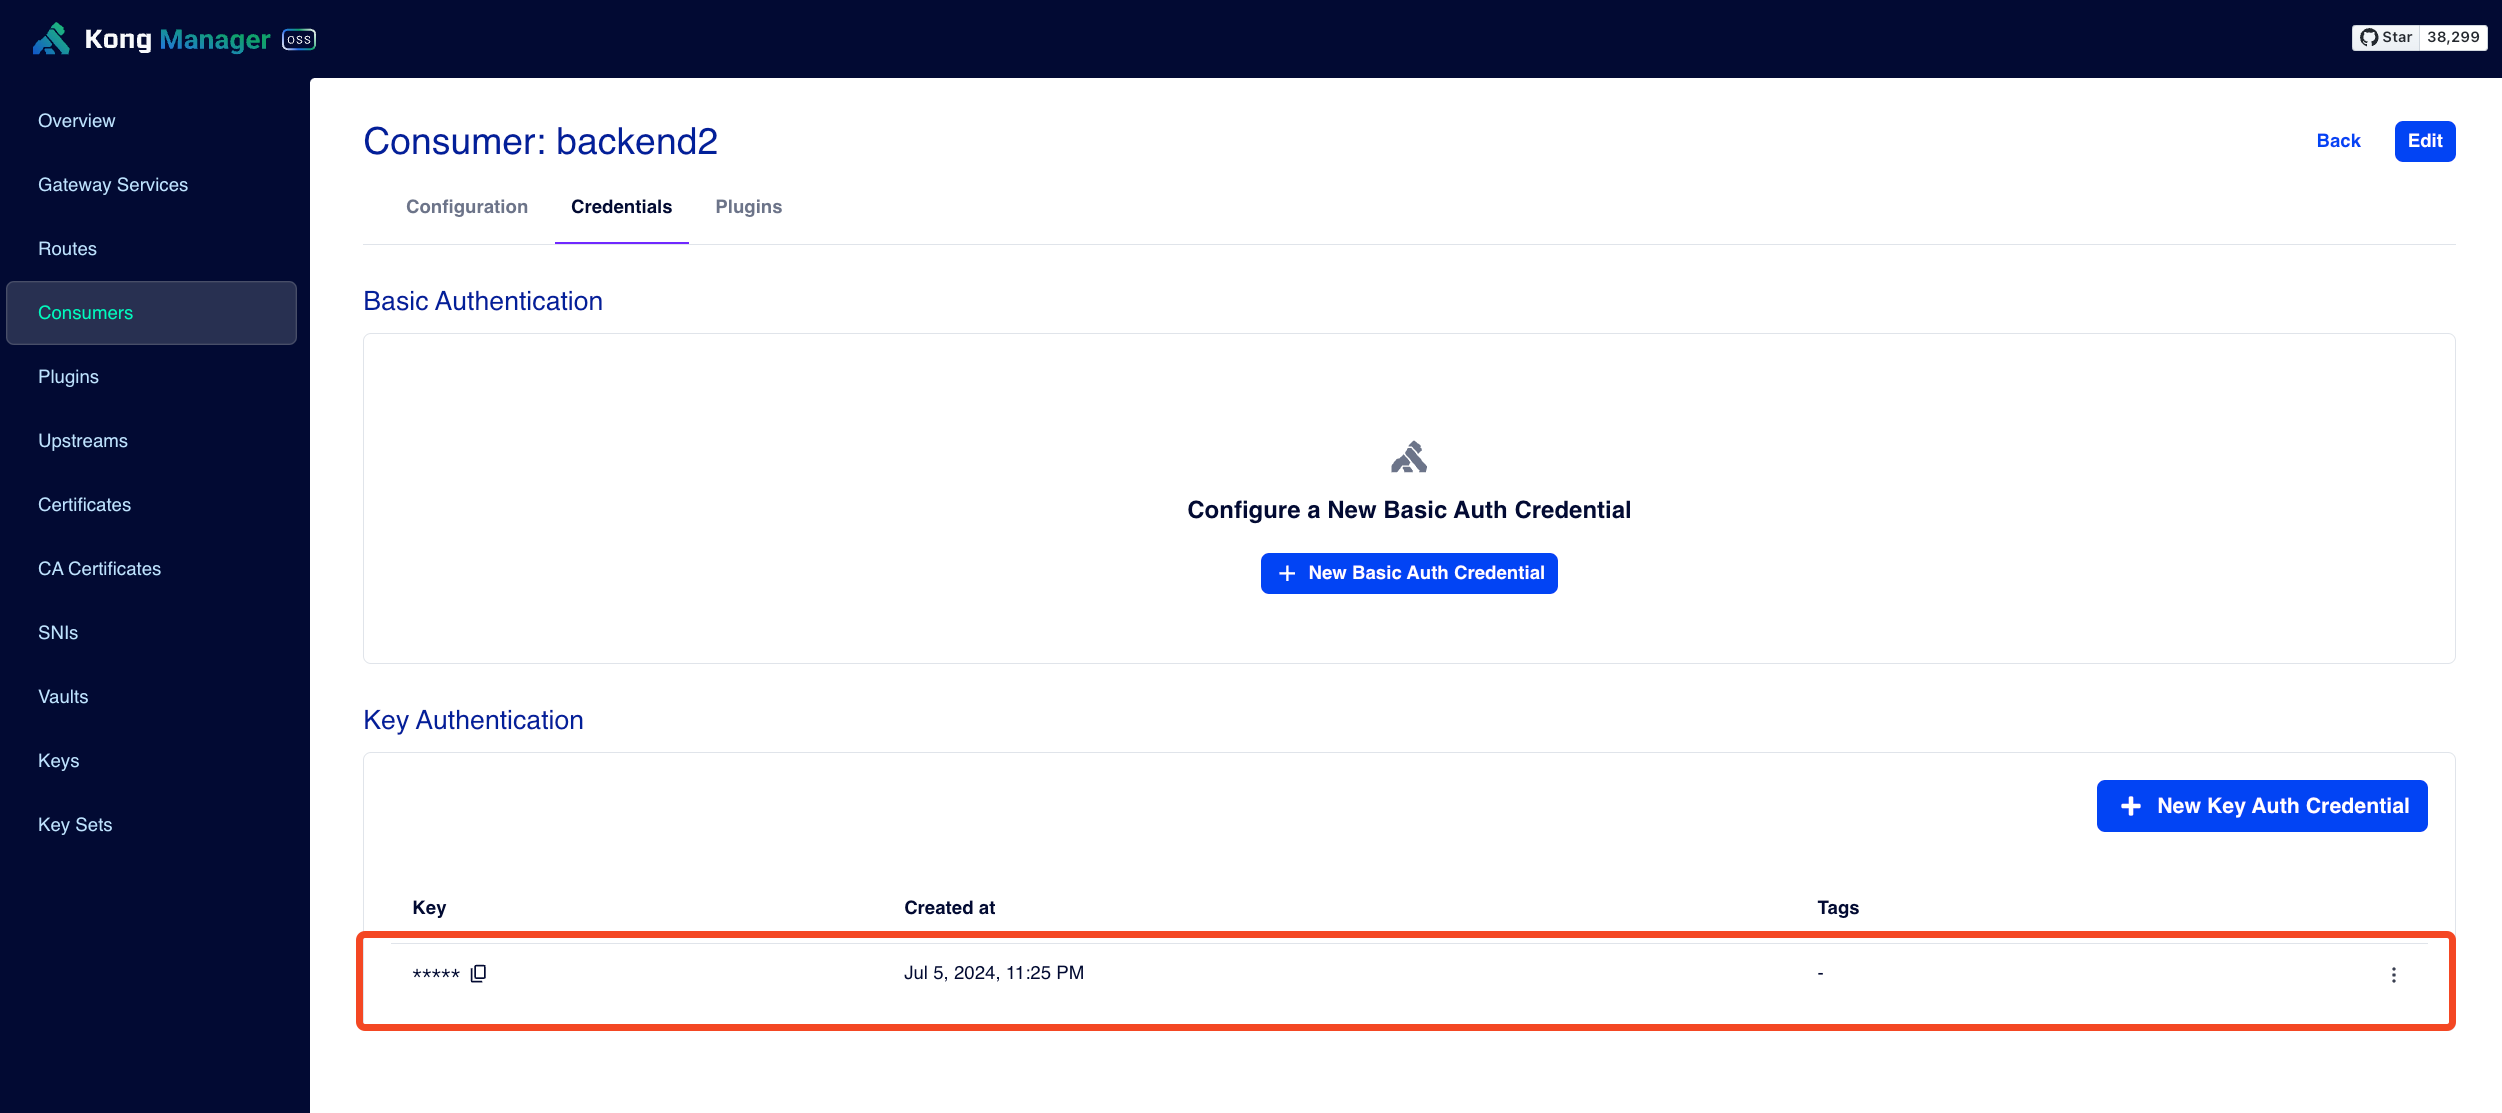 Kong Manager OSS
Star 38,299
Overview
Gateway Services
Routes
Consumers
Plugins
Upstreams
Certificates
CA Certificates
SNIs
Vaults
Keys
Key Sets
Consumer: backend2
Back Edit
Configuration Credentials Plugins
Basic Authentication
Configure a New Basic Auth Credential
+ New Basic Auth Credential
Key Authentication
+ New Key Auth Credential
Key Created at Tags
***** Jul 5, 2024, 11:25 PM -